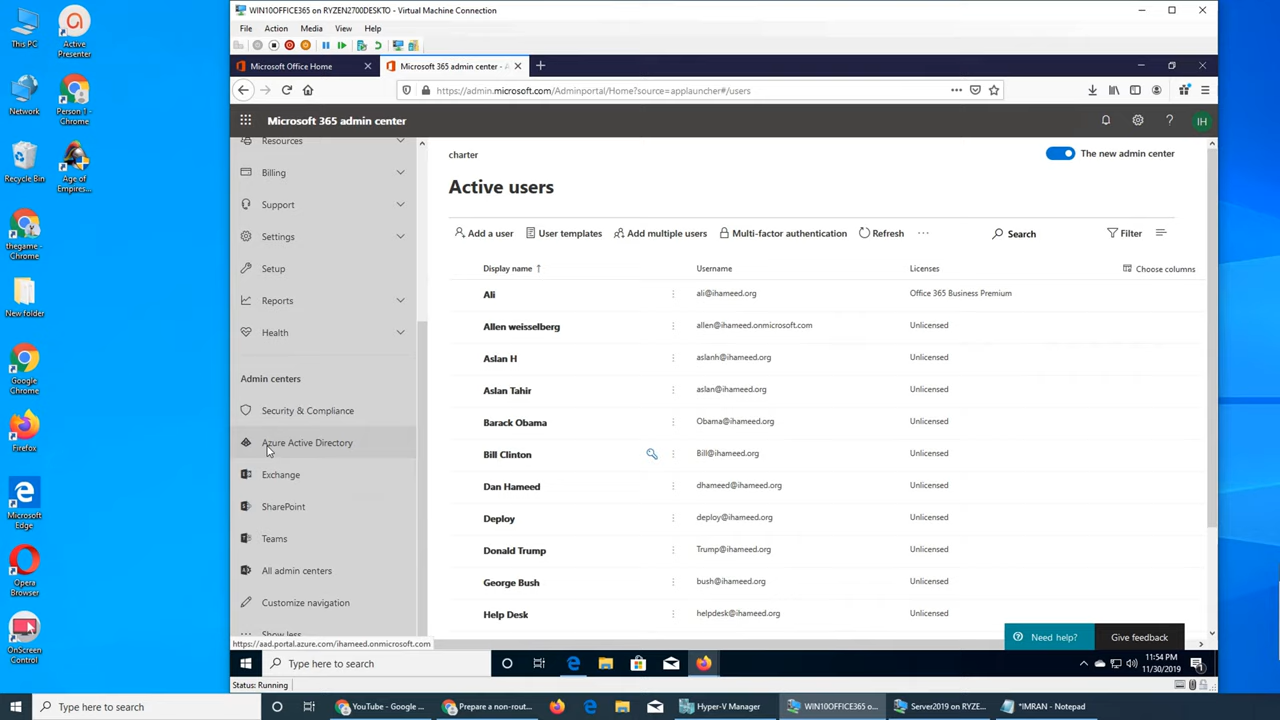 WIN10OFFICE365 on RYZEN2700DESKTO - Virtual Machine Connection
File Action Media View Help
Microsoft Office Home
Microsoft 365 admin center -
https://admin.microsoft.com/Adminportal/Home?source=applauncher#/users
Microsoft 365 admin center
IH
This PC
Active
Presenter
Network
Person 1 -
Chrome
Recycle Bin
Age of
Empires...
thegame -
Chrome
New folder
Google
Chrome
Firefox
Microsoft
Edge
Opera
Browser
OnScreen
Control
Resources
Billing
Support
Settings
Setup
Reports
Health
Admin centers
Security & Compliance
Azure Active Directory
Exchange
SharePoint
Teams
All admin centers
Customize navigation
Show less
https://aad.portal.azure.com/ihameed.onmicrosoft.com
charter
The new admin center
Active users
Add a user
User templates
Add multiple users
Multi-factor authentication
Refresh
Search
Filter
Display name ↑ Username Licenses Choose columns
Ali ali@ihameed.org Office 365 Business Premium
Allen weisselberg allen@ihameed.onmicrosoft.com Unlicensed
Aslan H aslanh@ihameed.org Unlicensed
Aslan Tahir aslan@ihameed.org Unlicensed
Barack Obama Obama@ihameed.org Unlicensed
Bill Clinton Bill@ihameed.org Unlicensed
Dan Hameed dhameed@ihameed.org Unlicensed
Deploy deploy@ihameed.org Unlicensed
Donald Trump Trump@ihameed.org Unlicensed
George Bush bush@ihameed.org Unlicensed
Help Desk helpdesk@ihameed.org Unlicensed
Need help?
Give feedback
Type here to search
11:54 PM
11/30/2019
1
Status: Running
Type here to search
YouTube - Google ...
Prepare a non-rout...
Hyper-V Manager
WIN10OFFICE365 o...
Server2019 on RYZE...
*IMRAN - Notepad